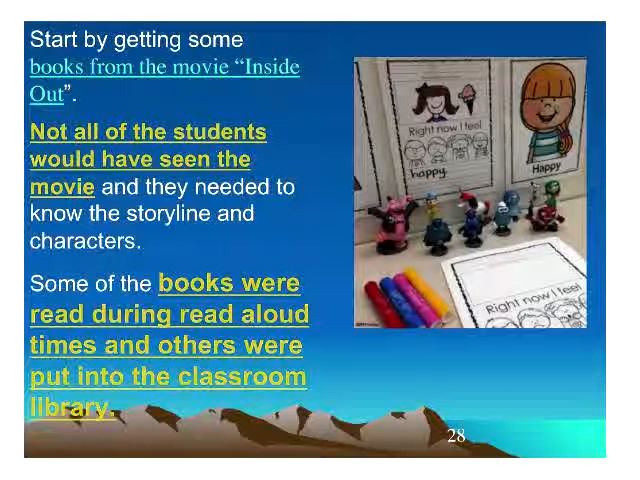 Start by getting some
books from the movie “Inside
Out”.
Not all of the students
would have seen the
movie and they needed to
know the storyline and
characters.
Some of the books were
read during read aloud
times and others were
put into the classroom
library.
Right now I feel
happy.
Happy
Right now I feel
28